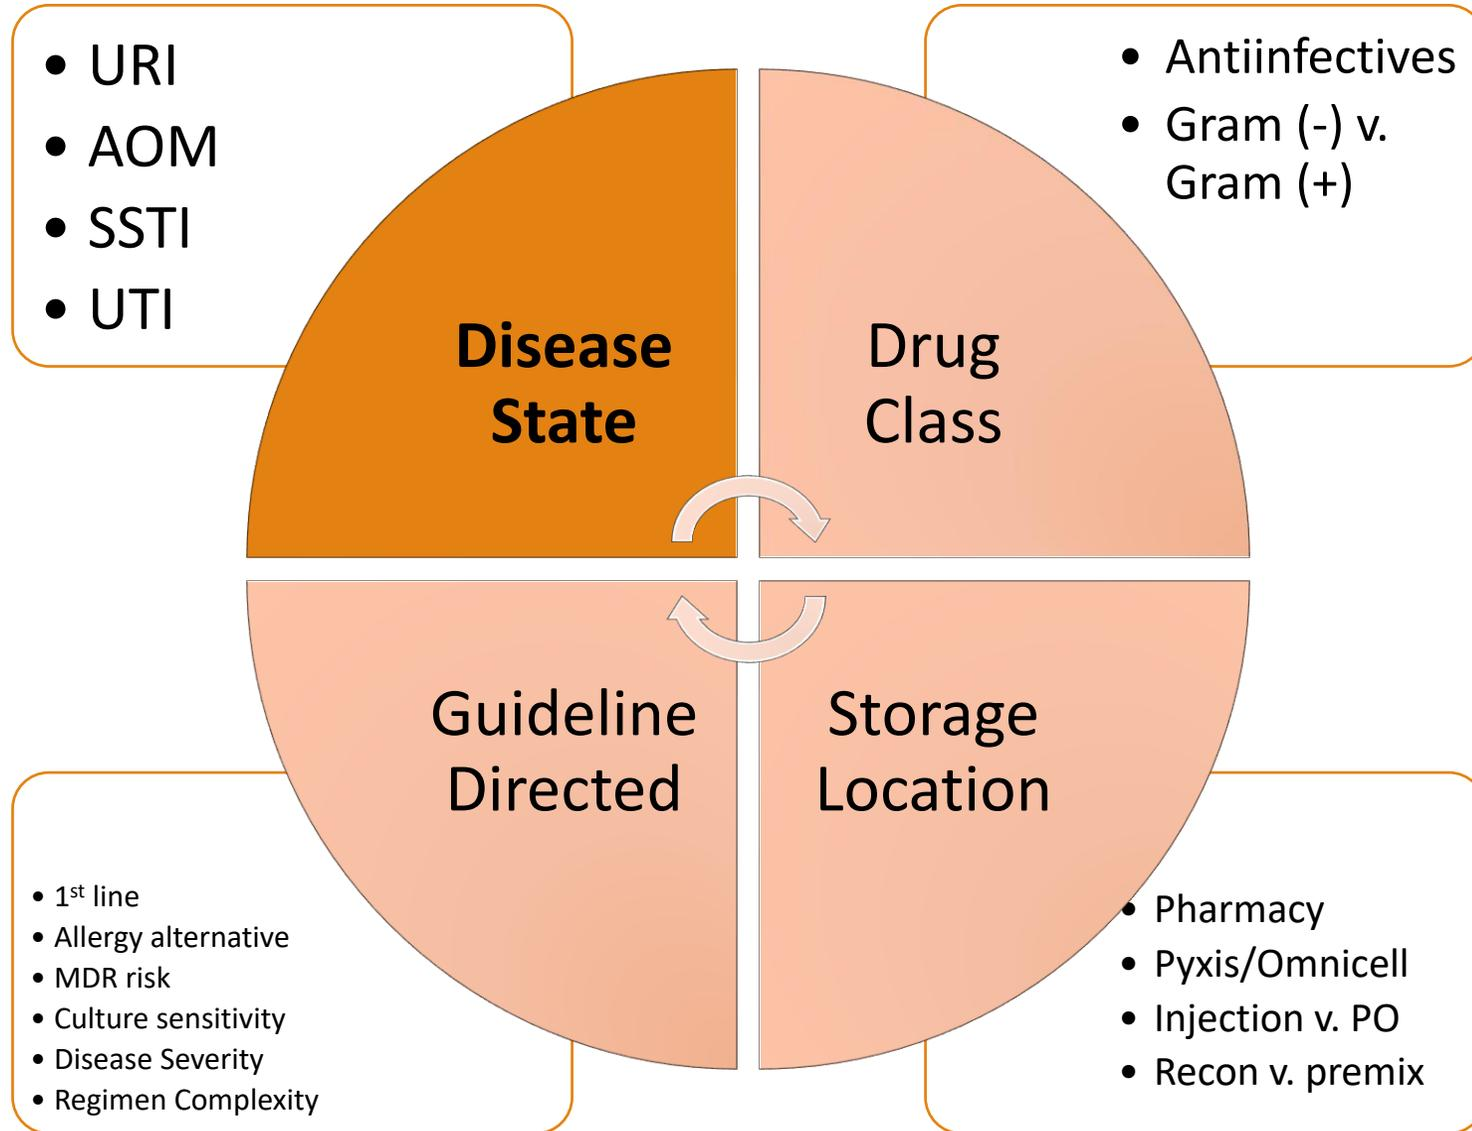 • URI
• AOM
• SSTI
• UTI
• Antiinfectives
• Gram (-) v.
Gram (+)
Disease
State
Drug
Class
Guideline
Directed
Storage
Location
• 1st line
• Allergy alternative
• MDR risk
• Culture sensitivity
• Disease Severity
• Regimen Complexity
• Pharmacy
• Pyxis/Omnicell
• Injection v. PO
• Recon v. premix